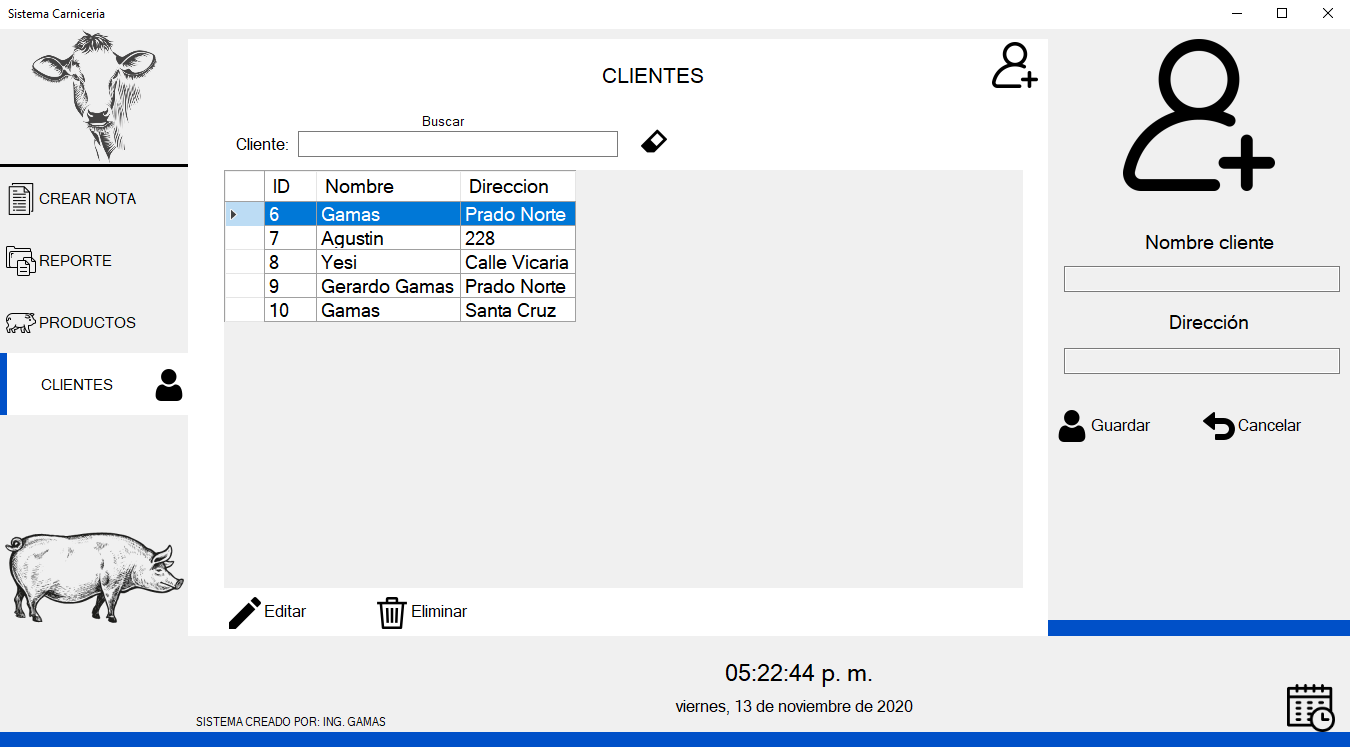 Sistema Carniceria
CLIENTES
Buscar
Cliente:
ID Nombre Direccion
6 Gamas Prado Norte
7 Agustin 228
8 Yesi Calle Vicaria
9 Gerardo Gamas Prado Norte
10 Gamas Santa Cruz
Editar Eliminar
CREAR NOTA
REPORTE
PRODUCTOS
CLIENTES
Nombre cliente
Dirección
Guardar Cancelar
05:22:44 p. m.
viernes, 13 de noviembre de 2020
SISTEMA CREADO POR: ING. GAMAS